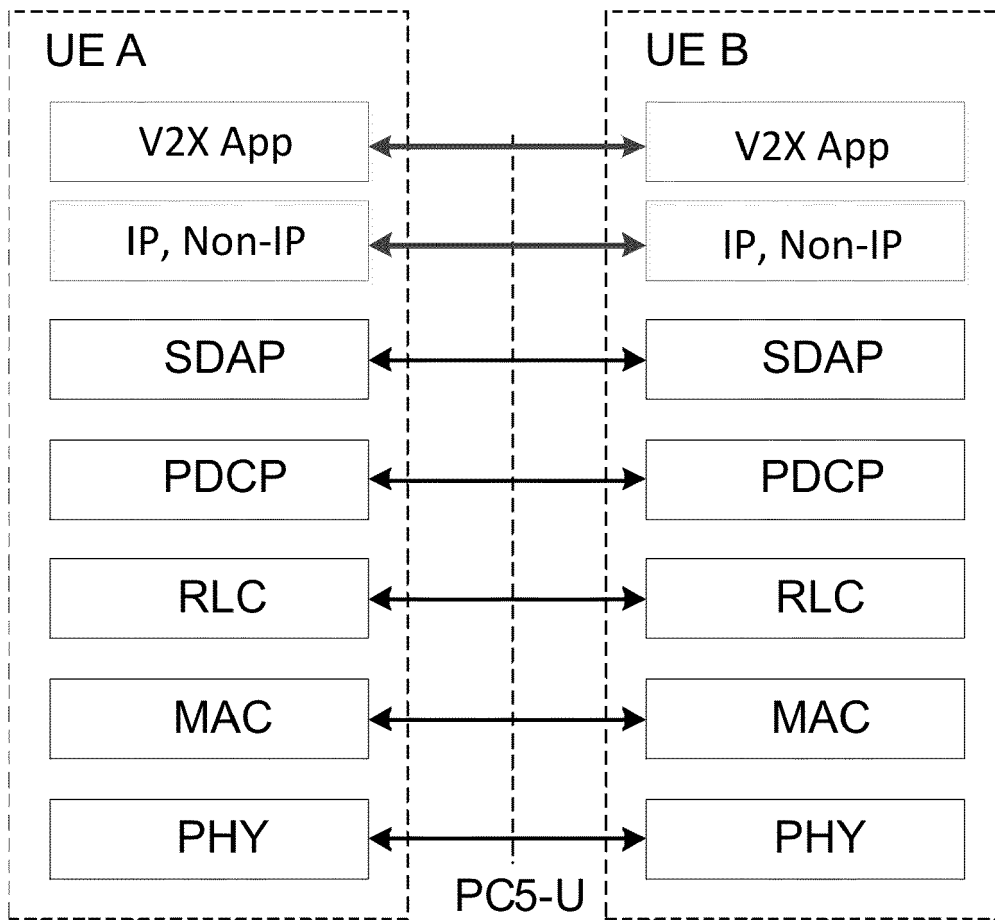 UE A
UE B
V2X App
V2X App
IP, Non-IP
IP, Non-IP
SDAP
SDAP
PDCP
PDCP
RLC
RLC
MAC
MAC
PHY
PHY
PC5-U